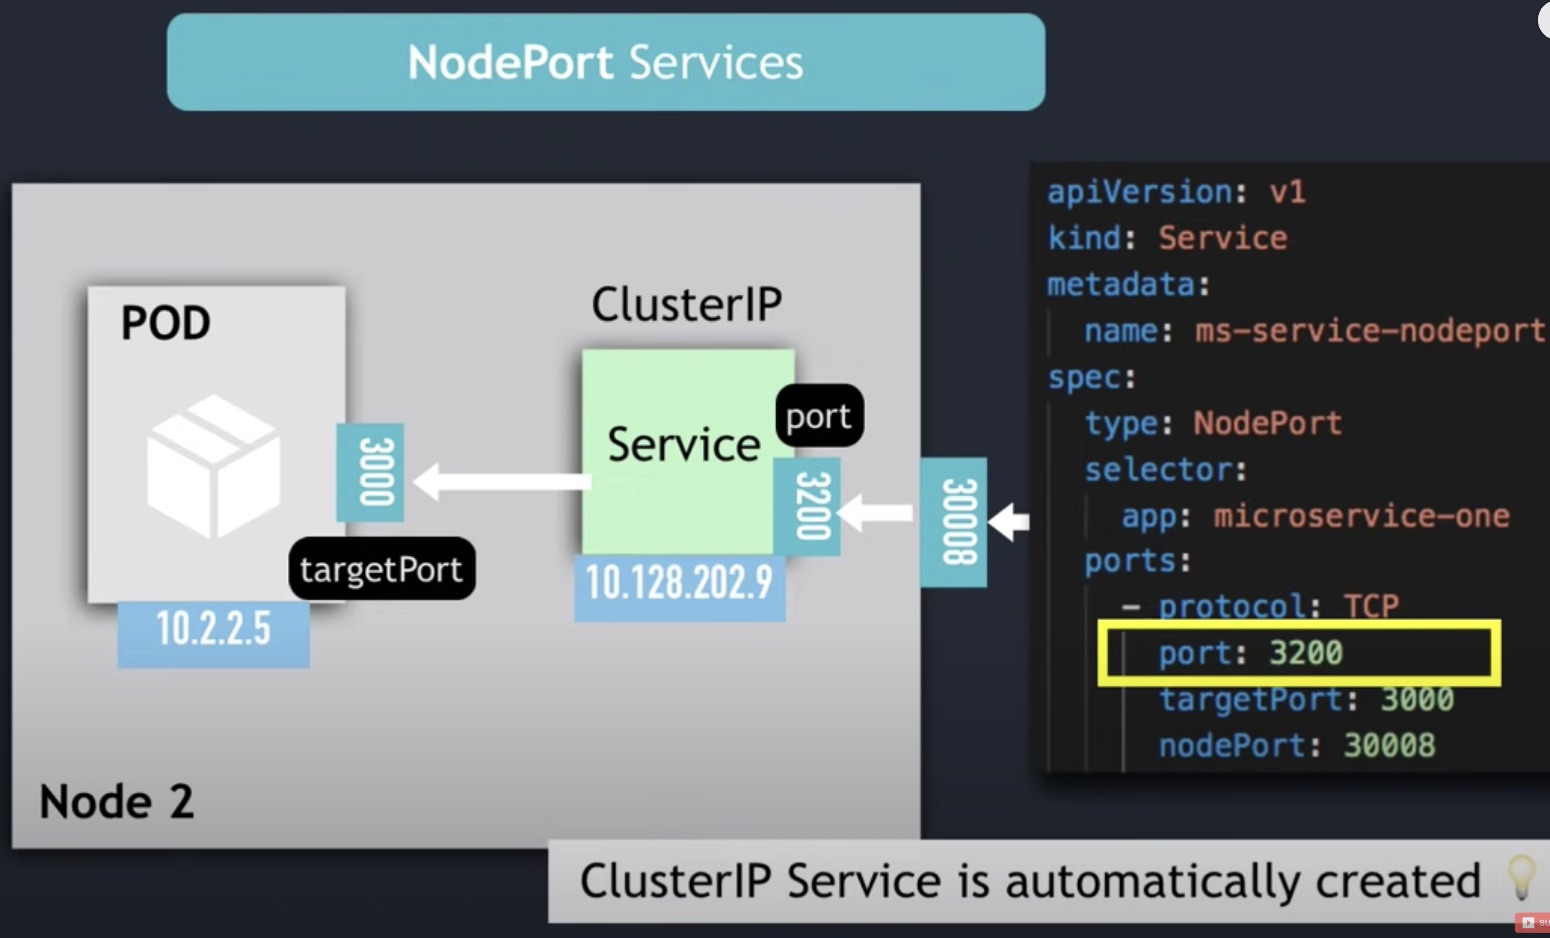 NodePort Services
POD
3000
targetPort
10.2.2.5
ClusterIP
Service
port
3200
10.128.202.9
30008
Node 2
apiVersion: v1
kind: Service
metadata:
name: ms-service-nodeport
spec:
type: NodePort
selector:
app: microservice-one
ports:
- protocol: TCP
port: 3200
targetPort: 3000
nodePort: 30008
ClusterIP Service is automatically created